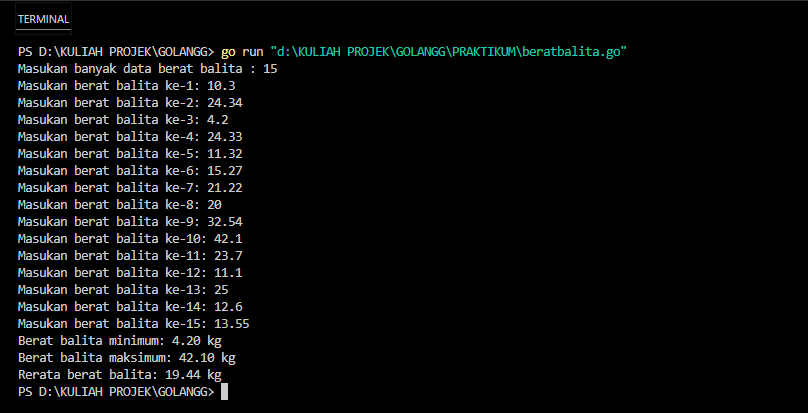 TERMINAL
PS D:\KULIAH PROJEK\GOLANGG> go run "d:\KULIAH PROJEK\GOLANGG\PRAKTIKUM\beratbalita.go"
Masukan banyak data berat balita : 15
Masukan berat balita ke-1: 10.3
Masukan berat balita ke-2: 24.34
Masukan berat balita ke-3: 4.2
Masukan berat balita ke-4: 24.33
Masukan berat balita ke-5: 11.32
Masukan berat balita ke-6: 15.27
Masukan berat balita ke-7: 21.22
Masukan berat balita ke-8: 20
Masukan berat balita ke-9: 32.54
Masukan berat balita ke-10: 42.1
Masukan berat balita ke-11: 23.7
Masukan berat balita ke-12: 11.1
Masukan berat balita ke-13: 25
Masukan berat balita ke-14: 12.6
Masukan berat balita ke-15: 13.55
Berat balita minimum: 4.20 kg
Berat balita maksimum: 42.10 kg
Rerata berat balita: 19.44 kg
PS D:\KULIAH PROJEK\GOLANGG>